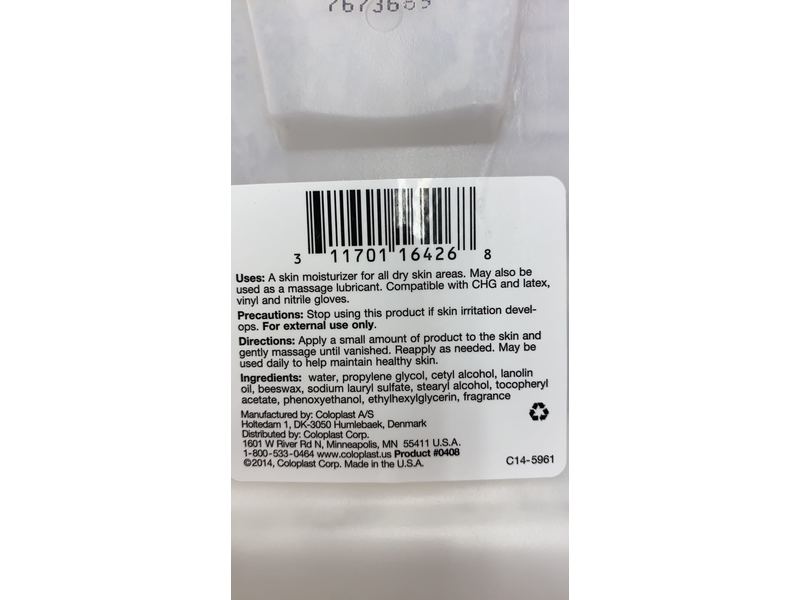 7673685
3 11701 16426 8
Uses: A skin moisturizer for all dry skin areas. May also be
used as a massage lubricant. Compatible with CHG and latex,
vinyl and nitrile gloves.
Precautions: Stop using this product if skin irritation devel-
ops. For external use only.
Directions: Apply a small amount of product to the skin and
gently massage until vanished. Reapply as needed. May be
used daily to help maintain healthy skin.
Ingredients: water, propylene glycol, cetyl alcohol, lanolin
oil, beeswax, sodium lauryl sulfate, stearyl alcohol, tocopheryl
acetate, phenoxyethanol, ethylhexylglycerin, fragrance
Manufactured by: Coloplast A/S
Holtedam 1, DK-3050 Humlebaek, Denmark
Distributed by: Coloplast Corp.
1601 W River Rd N, Minneapolis, MN 55411 U.S.A.
1-800-533-0464 www.coloplast.us Product #0408
©2014, Coloplast Corp. Made in the U.S.A.
C14-5961